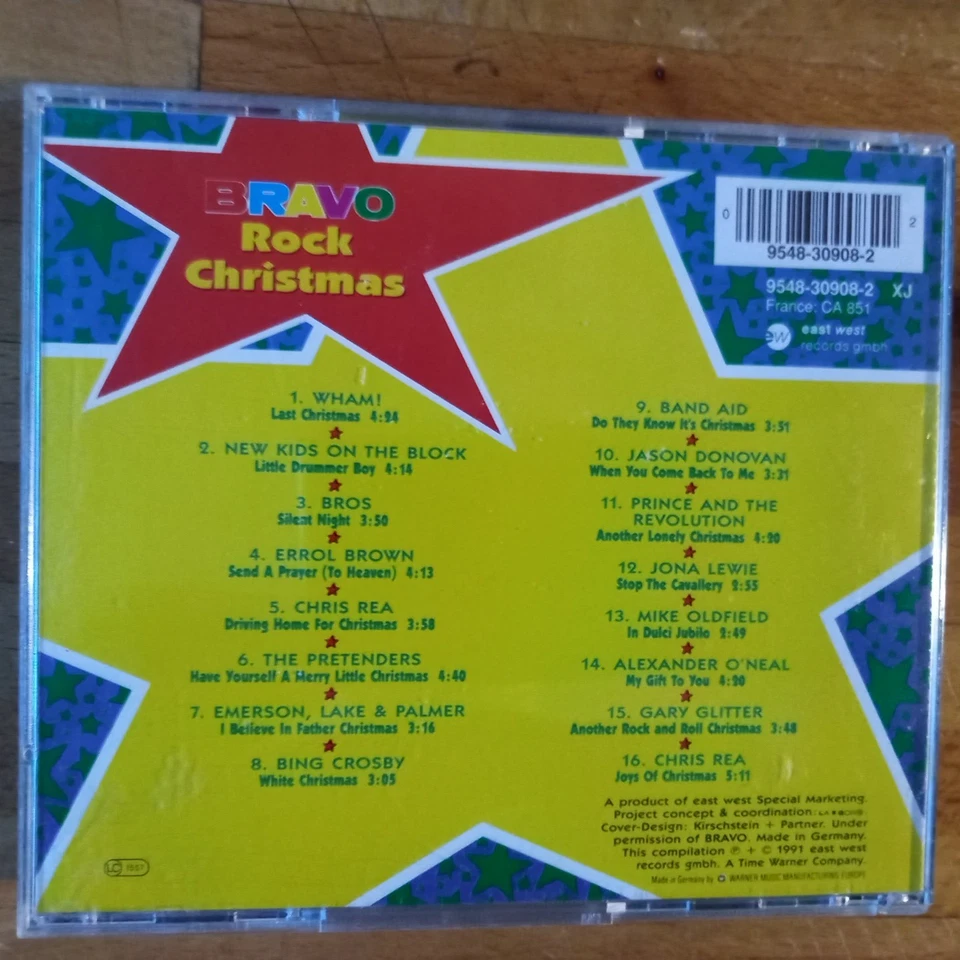 BRAVO
Rock
Christmas
0
2
9548-30908-2
9548-30908-2 XJ
France: CA 851
ew
east west
records gmbh
1. WHAM!
Last Christmas 4:24
2. NEW KIDS ON THE BLOCK
Little Drummer Boy 4:14
3. BROS
Silent Night 3:50
4. ERROL BROWN
Send A Prayer (To Heaven) 4:13
5. CHRIS REA
Driving Home For Christmas 3:58
6. THE PRETENDERS
Have Yourself A Merry Little Christmas 4:40
7. EMERSON, LAKE & PALMER
I Believe In Father Christmas 3:16
8. BING CROSBY
White Christmas 3:05
9. BAND AID
Do They Know It's Christmas 3:51
10. JASON DONOVAN
When You Come Back To Me 3:31
11. PRINCE AND THE
REVOLUTION
Another Lonely Christmas 4:20
12. JONA LEWIE
Stop The Cavallery 2:55
13. MIKE OLDFIELD
In Dulci Jubilo 2:49
14. ALEXANDER O'NEAL
My Gift To You 4:20
15. GARY GLITTER
Another Rock and Roll Christmas 3:48
16. CHRIS REA
Joys Of Christmas 5:11
A product of east west Special Marketing.
Project concept & coordination:
Cover-Design: Kirschstein + Partner. Under
permission of BRAVO. Made in Germany.
This compilation ℗ + © 1991 east west
records gmbh. A Time Warner Company.
Made in Germany by WARNER MUSIC MANUFACTURING EUROPE
LC